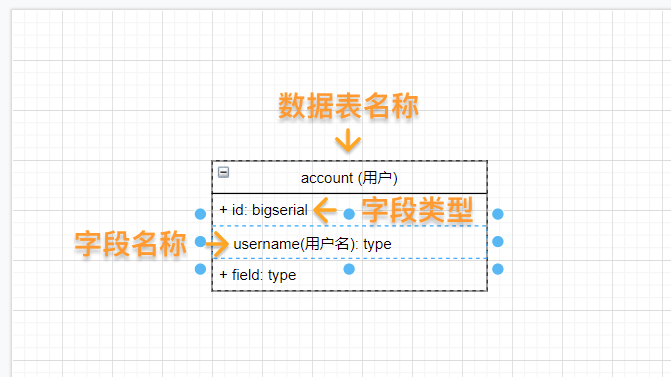 数据表名称
account (用户)
+ id: bigserial
字段类型
字段名称
username(用户名): type
+ field: type